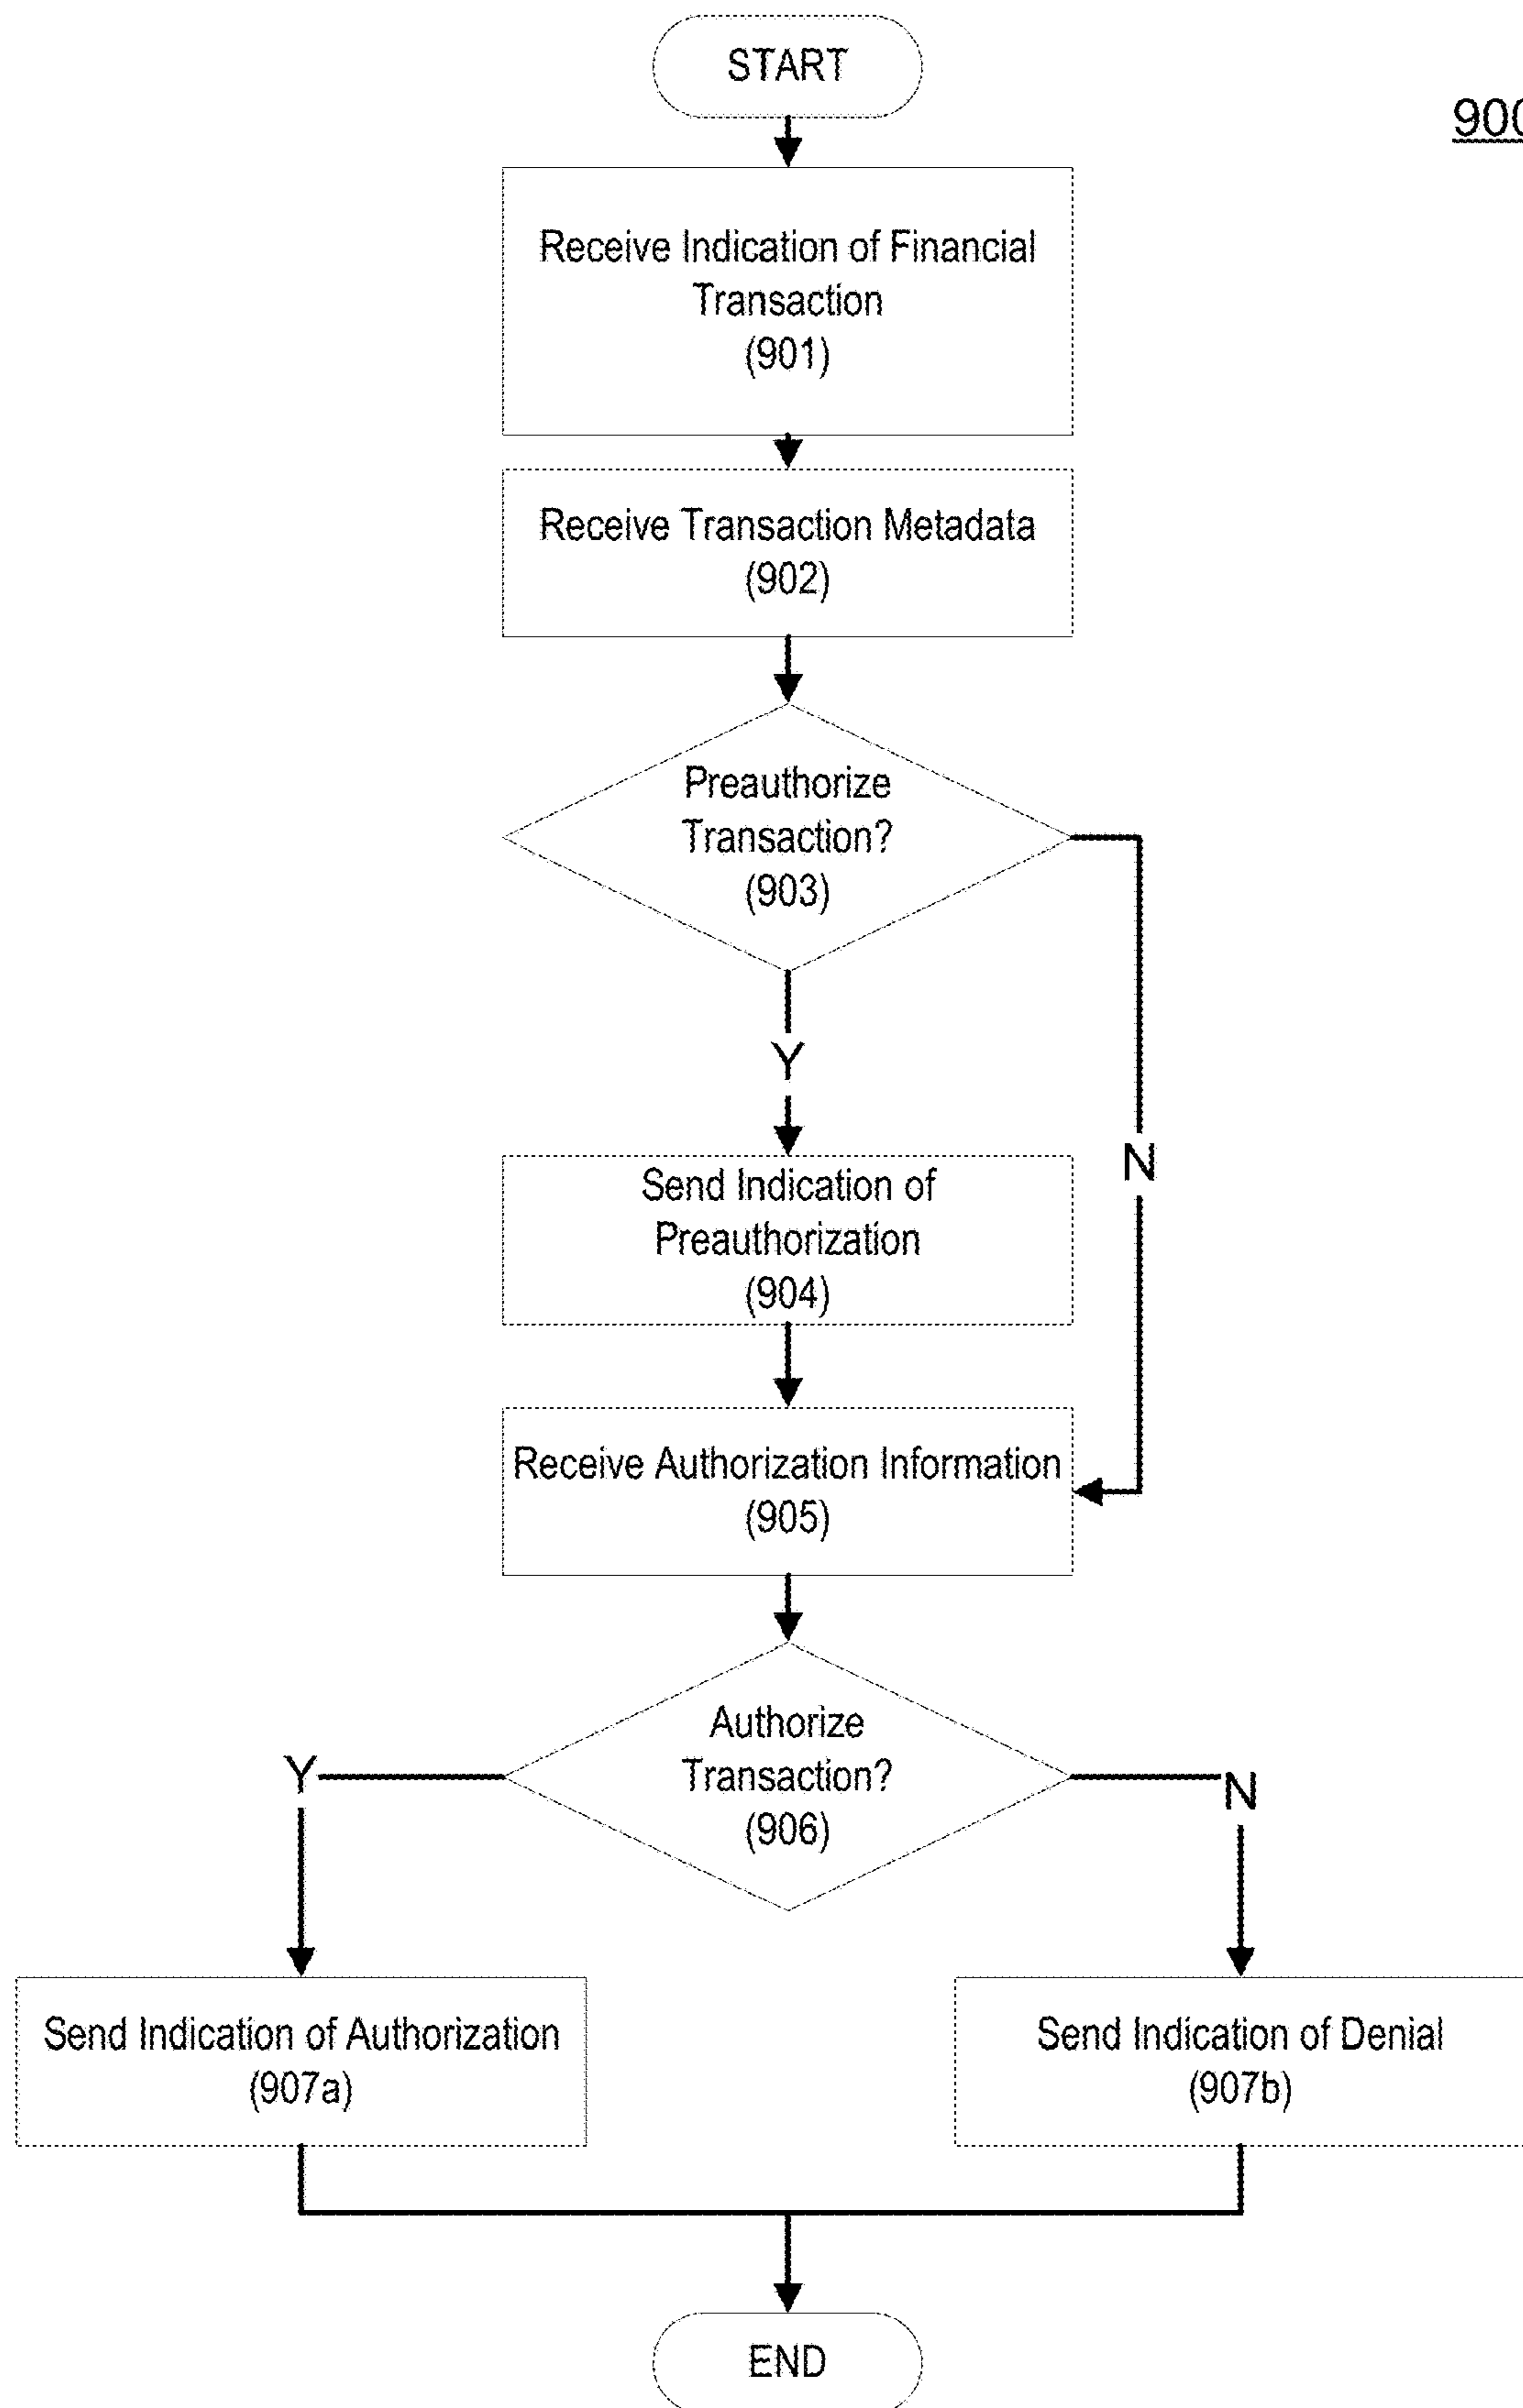 START
900
Receive Indication of Financial
Transaction
(901)
Receive Transaction Metadata
(902)
Preauthorize
Transaction?
(903)
Y
N
Send Indication of
Preauthorization
(904)
Receive Authorization Information
(905)
Authorize
Transaction?
(906)
Y
N
Send Indication of Authorization
(907a)
Send Indication of Denial
(907b)
END